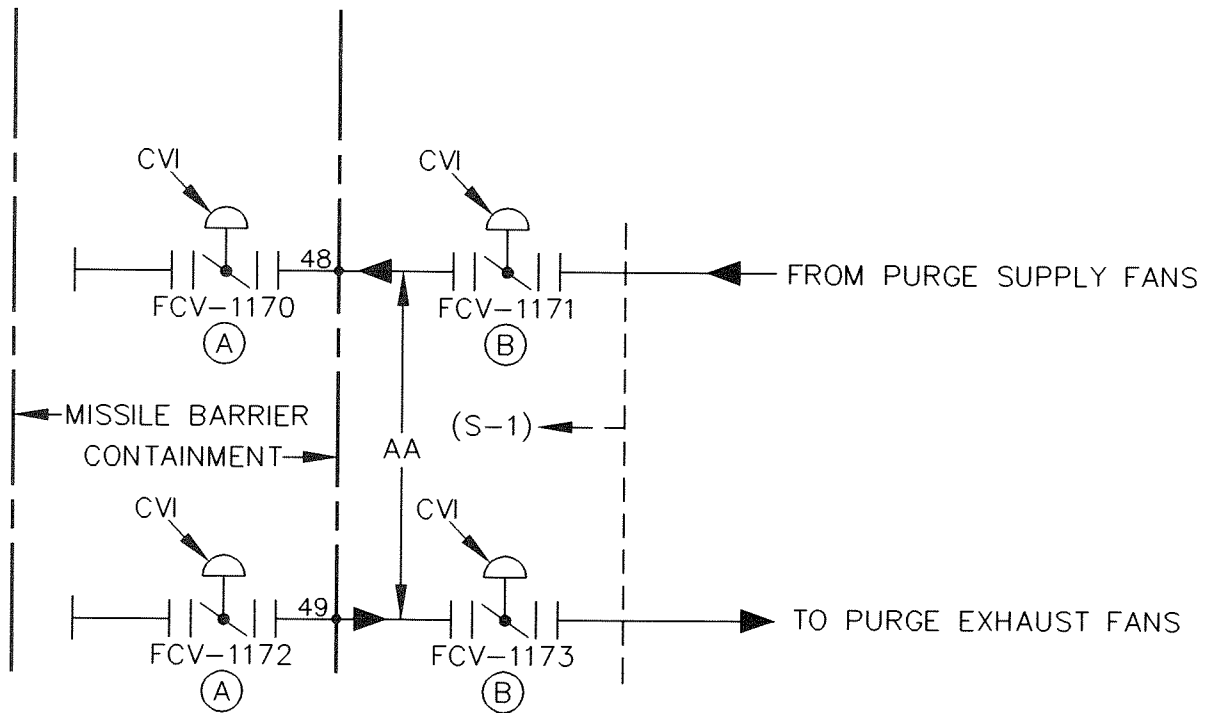 CVI
CVI
48
FROM PURGE SUPPLY FANS
FCV-1170
FCV-1171
A
B
MISSILE BARRIER
(S-1)
CONTAINMENT
AA
CVI
CVI
49
TO PURGE EXHAUST FANS
FCV-1172
FCV-1173
A
B